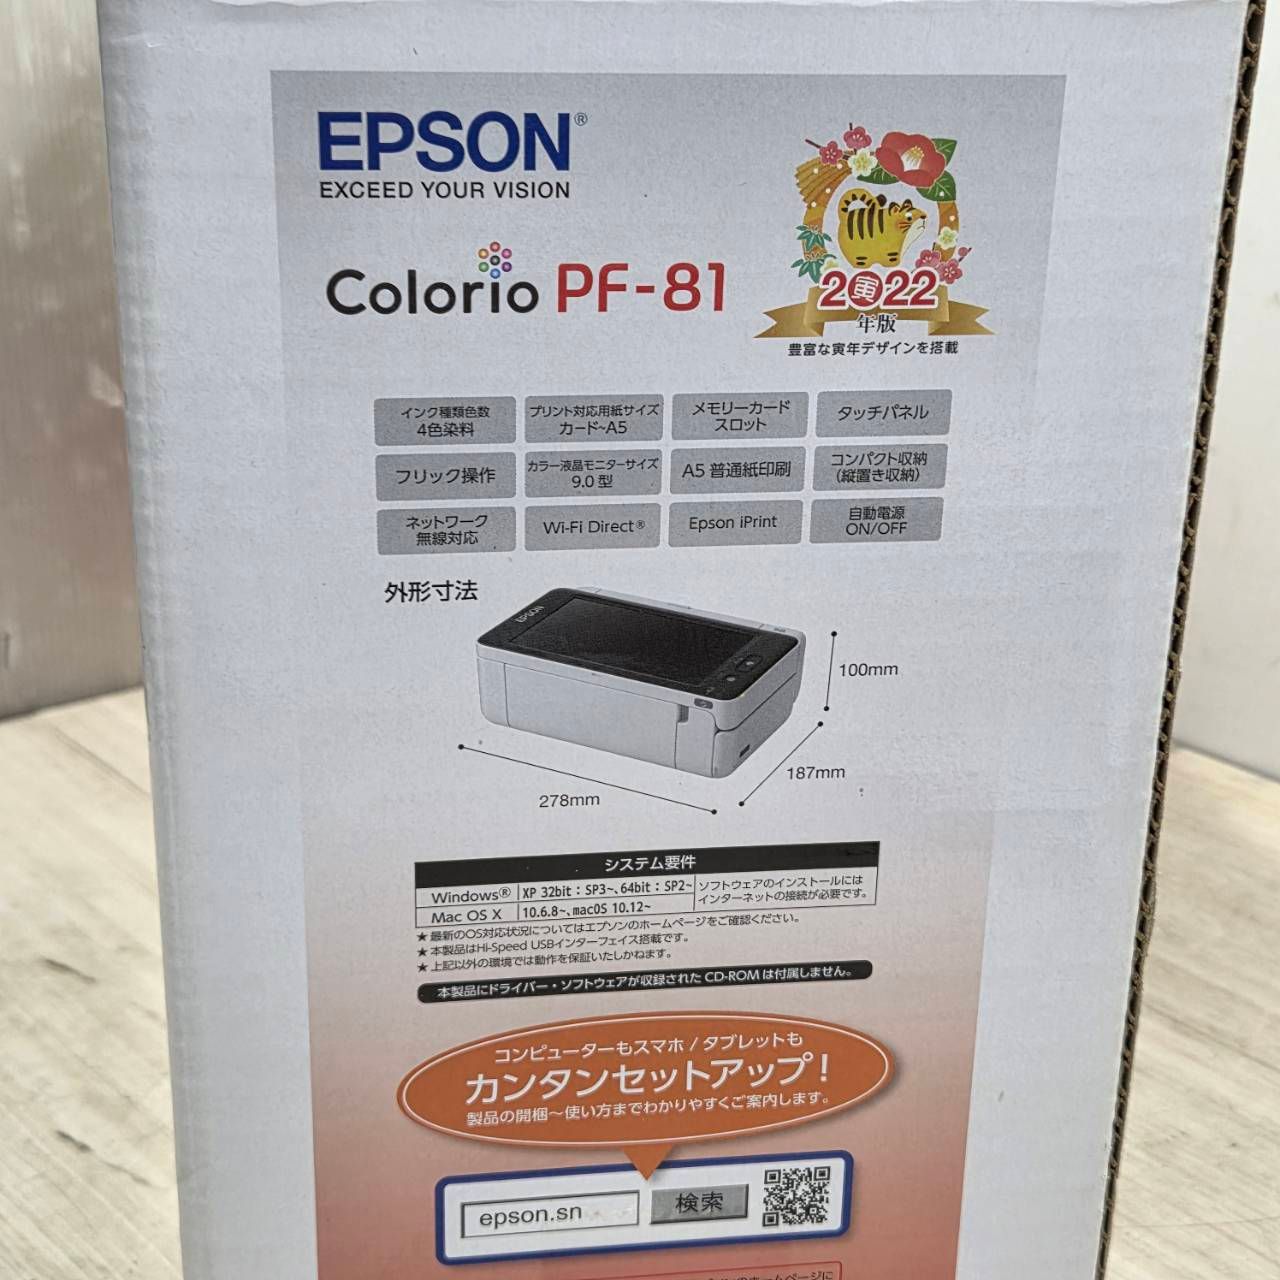 EPSON®
EXCEED YOUR VISION
Colorio PF-81
2寅22
年版
豊富な寅年デザインを搭載
インク種類色数
4色染料
プリント対応用紙サイズ
カード~A5
メモリーカード
スロット
タッチパネル
フリック操作
カラー液晶モニターサイズ
9.0型
A5 普通紙印刷
コンパクト収納
(縦置き収納)
ネットワーク
無線対応
Wi-Fi Direct®
Epson iPrint
自動電源
ON/OFF
外形寸法
EPSON
100mm
187mm
278mm
システム要件
Windows® XP 32bit : SP3~、64bit : SP2~
Mac OS X 10.6.8~、macOS 10.12~
ソフトウェアのインストールには
インターネットの接続が必要です。
★最新のOS対応状況についてはエプソンのホームページをご確認ください。
★本製品はHi-Speed USBインターフェイス搭載です。
★上記以外の環境では動作を保証いたしかねます。
本製品にドライバー・ソフトウェアが収録されたCD-ROMは付属しません。
コンピューターもスマホ / タブレットも
カンタンセットアップ!
製品の開梱～使い方までわかりやすくご案内します。
epson.sn
検索
ホームページに